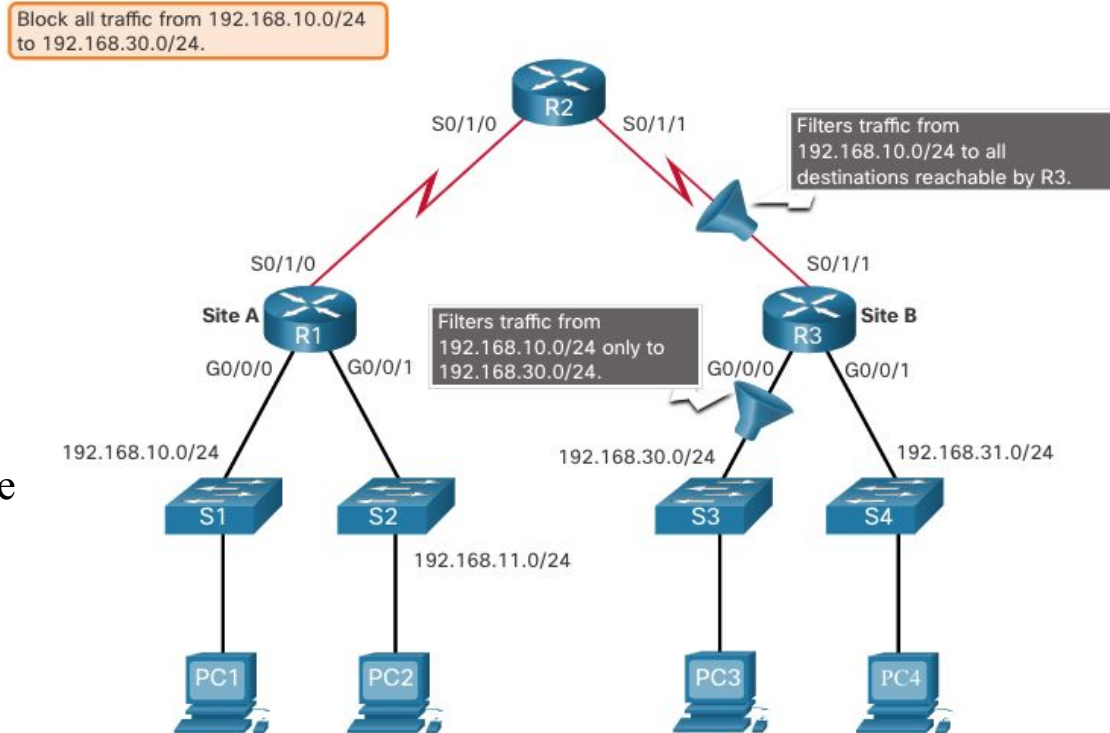 Block all traffic from 192.168.10.0/24
to 192.168.30.0/24.
R2
S0/1/0
S0/1/1
Filters traffic from
192.168.10.0/24 to all
destinations reachable by R3.
S0/1/0
S0/1/1
Site A
R1
Filters traffic from
192.168.10.0/24 only to
192.168.30.0/24.
R3
Site B
G0/0/0
G0/0/1
G0/0/0
G0/0/1
192.168.10.0/24
192.168.30.0/24
192.168.31.0/24
e
S1
S2
S3
S4
192.168.11.0/24
PC1
PC2
PC3
PC4